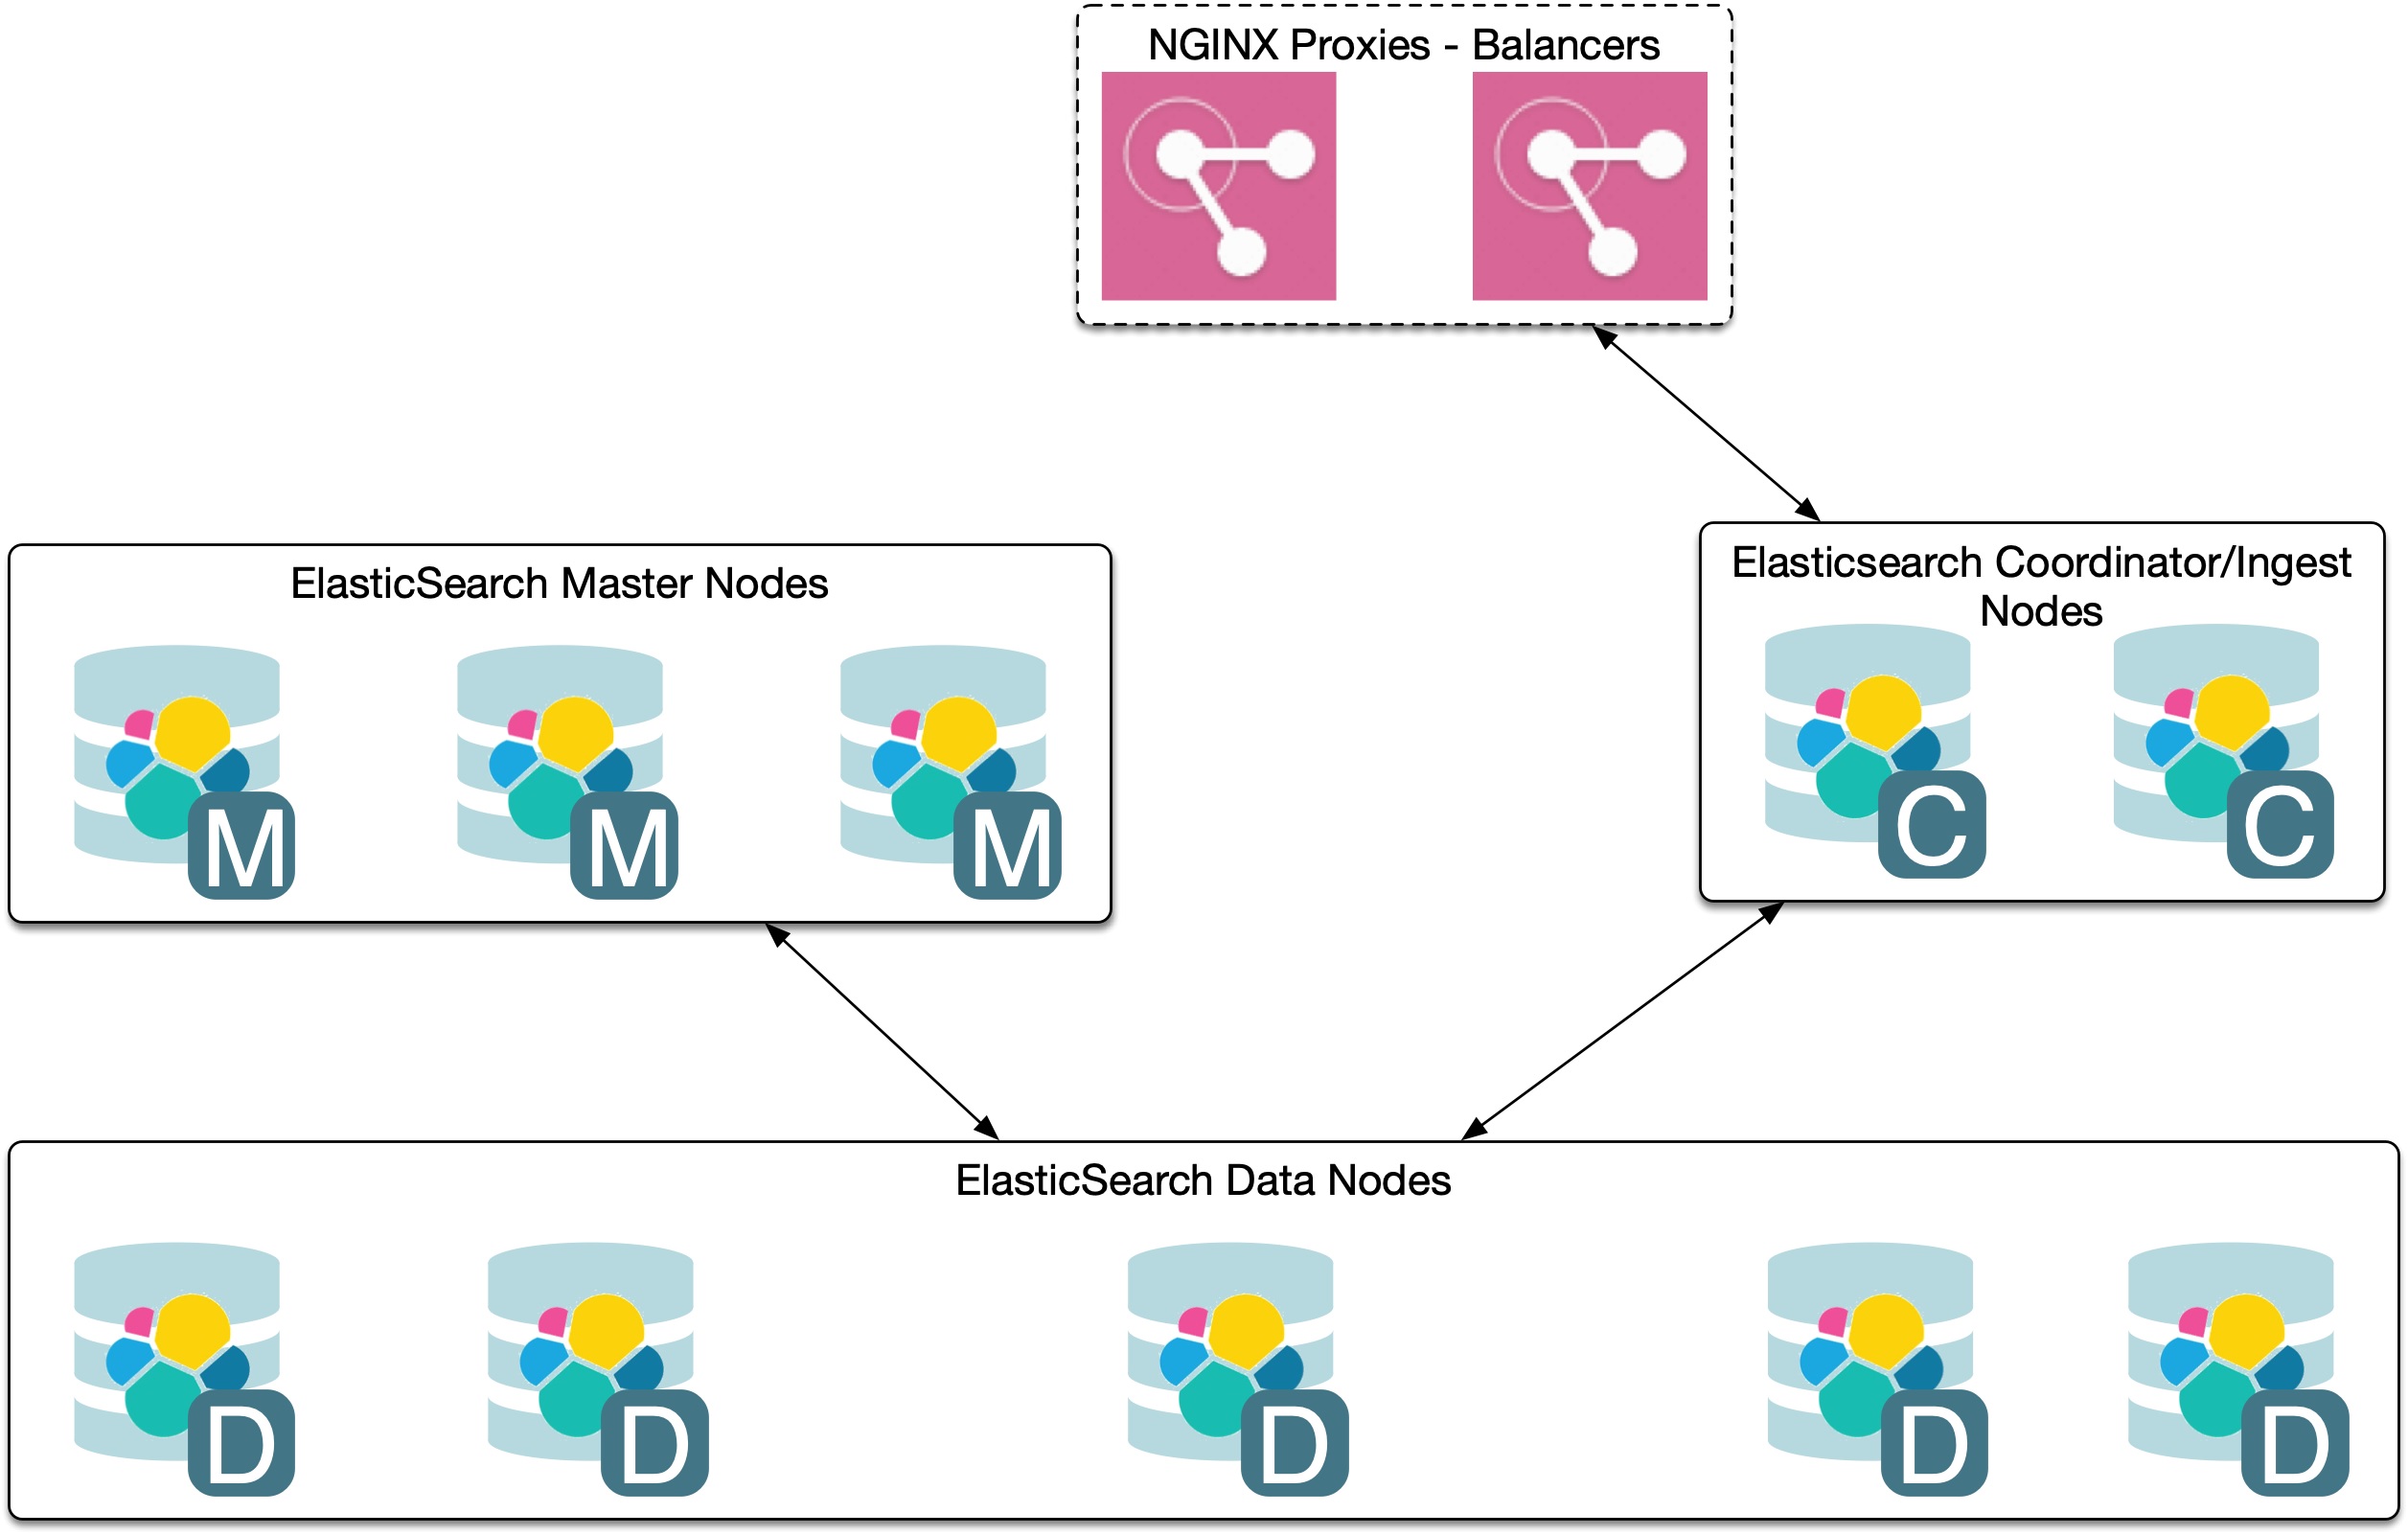 NGINX Proxies - Balancers
ElasticSearch Master Nodes
M
M
M
Elasticsearch Coordinator/Ingest
Nodes
C
C
ElasticSearch Data Nodes
D
D
D
D
D